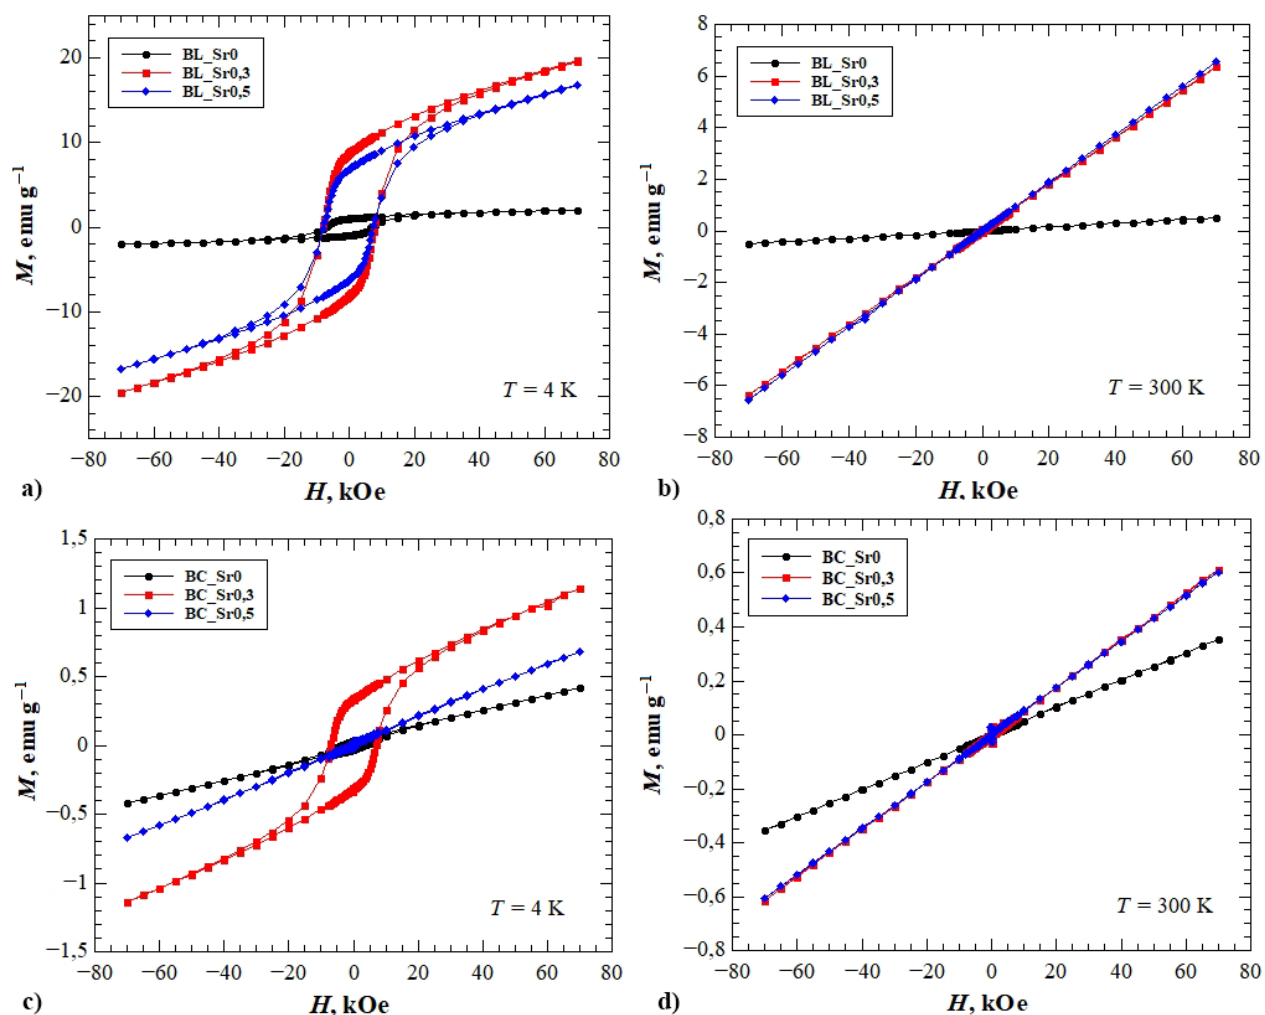 BL_Sr0
BL_Sr0,3
BL_Sr0,5
M, emu g⁻¹
20
10
0
−10
−20
T = 4 K
−80 −60 −40 −20 0 20 40 60 80
a)
H, kOe
BL_Sr0
BL_Sr0,3
BL_Sr0,5
M, emu g⁻¹
8
6
4
2
0
−2
−4
−6
−8
T = 300 K
−80 −60 −40 −20 0 20 40 60 80
b)
H, kOe
BC_Sr0
BC_Sr0,3
BC_Sr0,5
M, emu g⁻¹
1,5
1
0,5
0
−0,5
−1
−1,5
T = 4 K
−80 −60 −40 −20 0 20 40 60 80
c)
H, kOe
BC_Sr0
BC_Sr0,3
BC_Sr0,5
M, emu g⁻¹
0,8
0,6
0,4
0,2
0
−0,2
−0,4
−0,6
−0,8
T = 300 K
−80 −60 −40 −20 0 20 40 60 80
d)
H, kOe